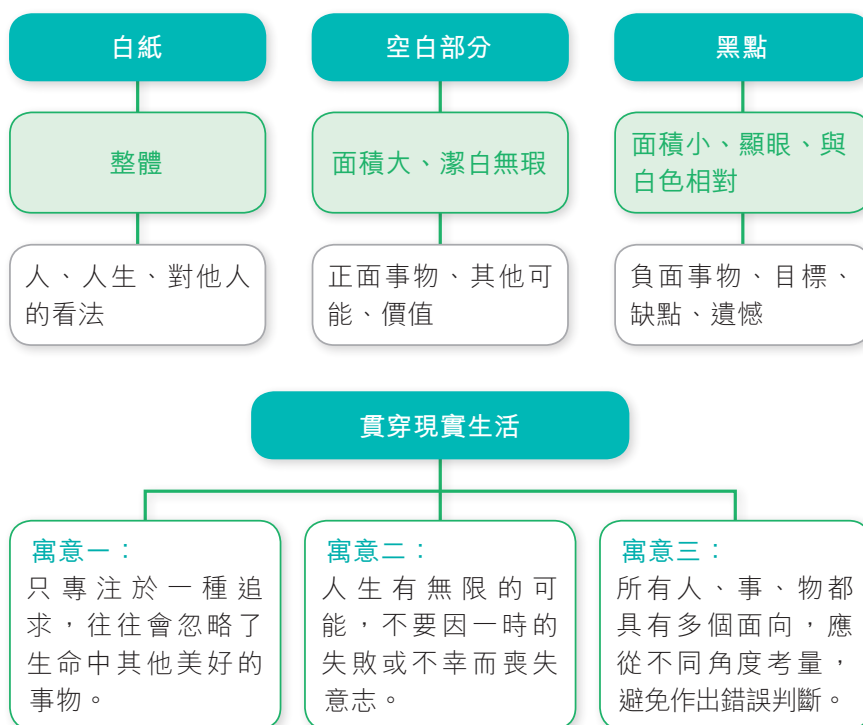 白紙
空白部分
黑點
整體
面積大、潔白無瑕
面積小、顯眼、與
白色相對
人、人生、對他人
的看法
正面事物、其他可
能、價值
負面事物、目標、
缺點、遺憾
貫穿現實生活
寓意一：
只專注於一種追
求，往往會忽略了
生命中其他美好的
事物。
寓意二：
人生有無限的可
能，不要因一時的
失敗或不幸而喪失
意志。
寓意三：
所有人、事、物都
具有多個面向，應
從不同角度考量，
避免作出錯誤判斷。